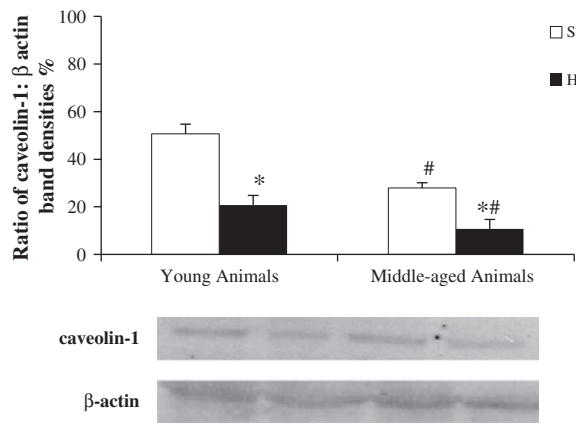 Ratio of caveolin-1: β actin
band densities %
100
80
60
40
20
0
S
H
*
#
*#
Young Animals
Middle-aged Animals
caveolin-1
β-actin